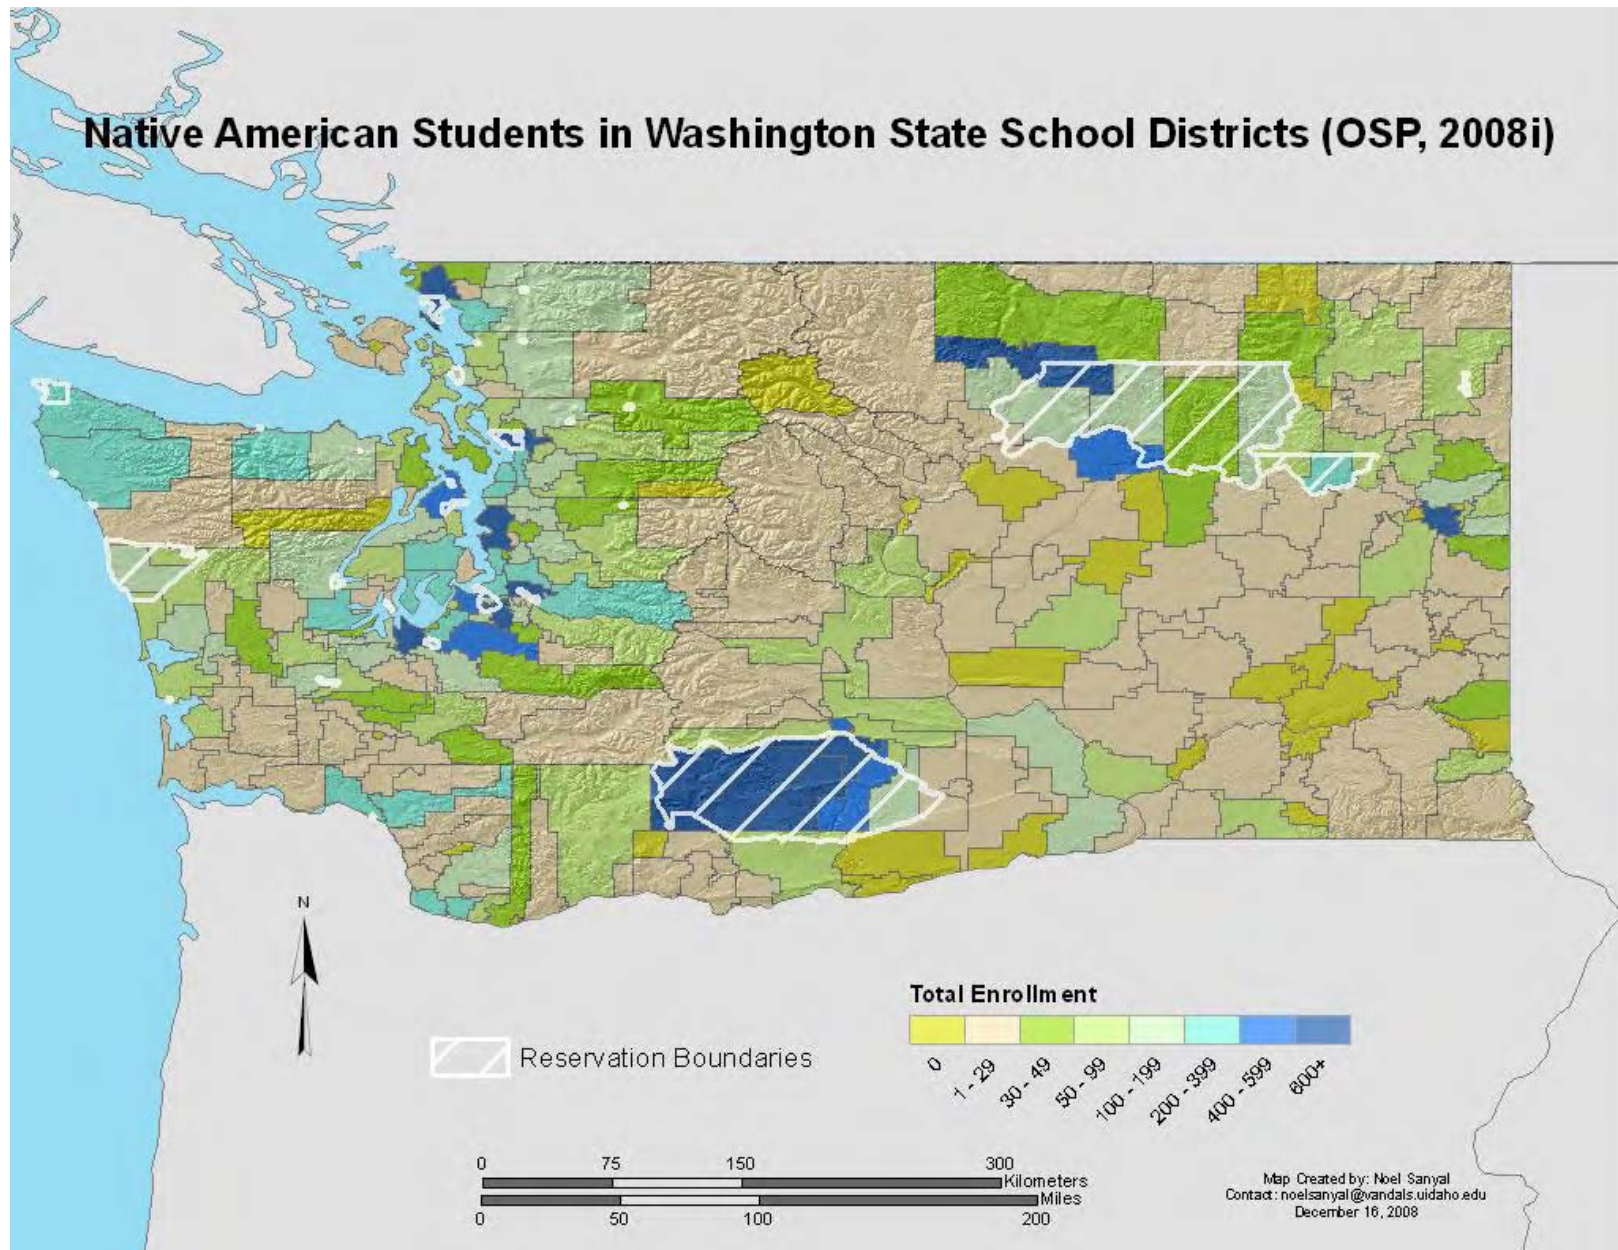 Native American Students in Washington State School Districts (OSP, 2008i)
N
Reservation Boundaries
Total Enrollment
0
1 - 29
30 - 49
50 - 99
100 - 199
200 - 399
400 - 599
600+
0 75 150 300
Kilometers
Miles
0 50 100 200
Map Created by: Noel Sanyal
Contact: noelsanyal@vandals.uidaho.edu
December 16, 2008